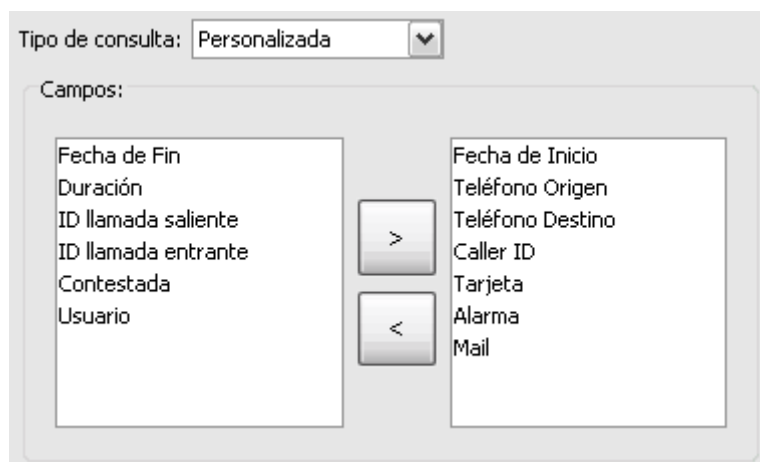 Tipo de consulta: Personalizada
Campos:
Fecha de Fin
Duración
ID llamada saliente
ID llamada entrante
Contestada
Usuario
>
<
Fecha de Inicio
Teléfono Origen
Teléfono Destino
Caller ID
Tarjeta
Alarma
Mail